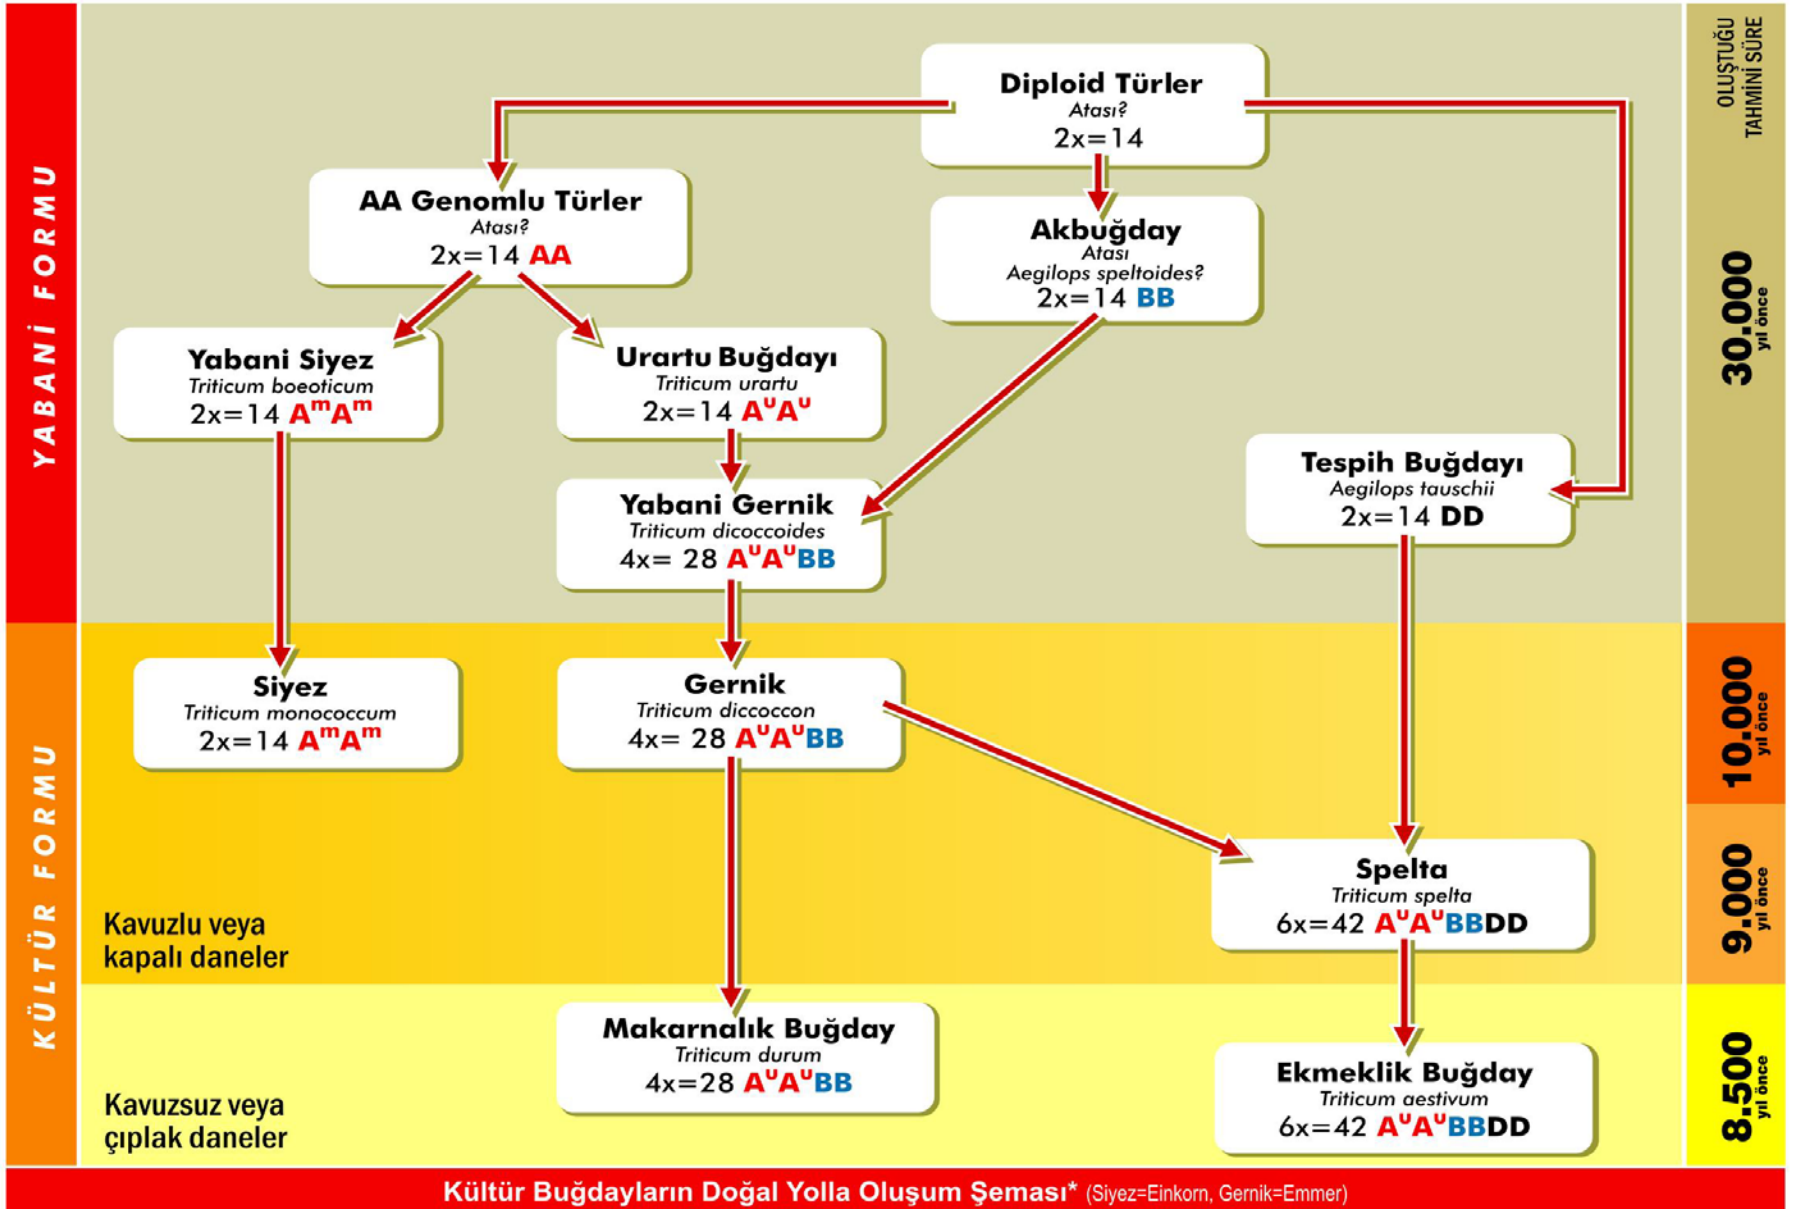 OLUŞTUĞU
TAHMİNİ SÜRE
YABANİ FORMU
Diploid Türler
Atası?
2x=14
AA Genomlu Türler
Atası?
2x=14 AA
Akbuğday
Atası
Aegilops speltoides?
2x=14 BB
30.000
yıl önce
Yabani Siyez
Triticum boeoticum
2x=14 AᵐAᵐ
Urartu Buğdayı
Triticum urartu
2x=14 AᵁAᵁ
Yabani Gernik
Triticum dicoccoides
4x= 28 AᵁAᵁBB
Tespih Buğdayı
Aegilops tauschii
2x=14 DD
KÜLTÜR FORMU
Siyez
Triticum monococcum
2x=14 AᵐAᵐ
Gernik
Triticum diccoccon
4x= 28 AᵁAᵁBB
10.000
yıl önce
Spelta
Triticum spelta
6x=42 AᵁAᵁBBDD
9.000
yıl önce
Kavuzlu veya
kapalı daneler
Makarnalık Buğday
Triticum durum
4x=28 AᵁAᵁBB
Ekmeklik Buğday
Triticum aestivum
6x=42 AᵁAᵁBBDD
8.500
yıl önce
Kavuzsuz veya
çıplak daneler
Kültür Buğdayların Doğal Yolla Oluşum Şeması* (Siyez=Einkorn, Gernik=Emmer)